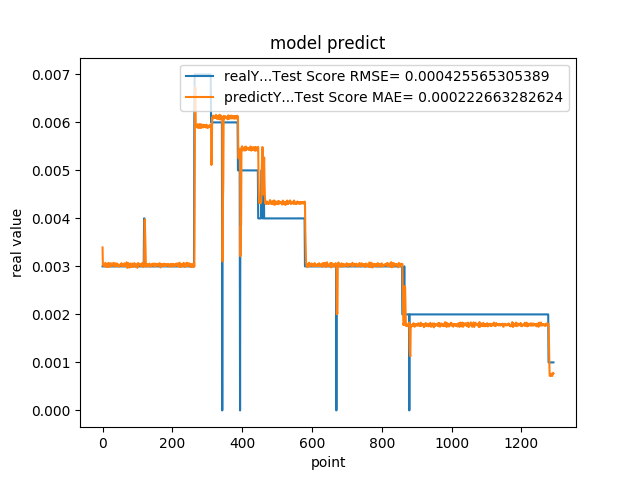 model predict
realY...Test Score RMSE= 0.000425565305389
predictY...Test Score MAE= 0.000222663282624
0.007
0.006
0.005
0.004
0.003
0.002
0.001
0.000
real value
0 200 400 600 800 1000 1200
point